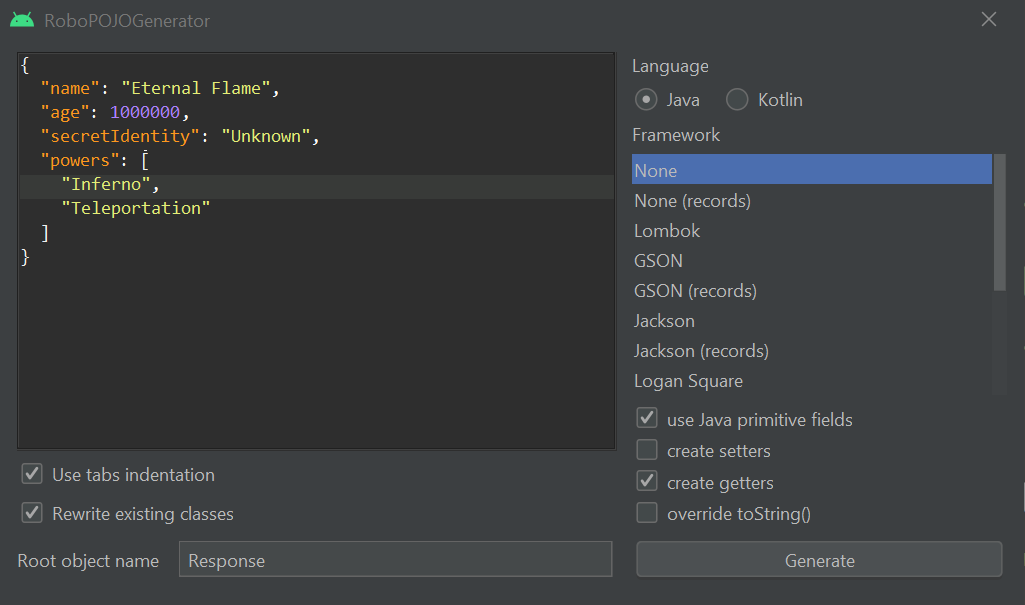 RoboPOJOGenerator
{
"name": "Eternal Flame",
"age": 1000000,
"secretIdentity": "Unknown",
"powers": [
"Inferno",
"Teleportation"
]
}
Use tabs indentation
Rewrite existing classes
Root object name Response
Language
Java Kotlin
Framework
None
None (records)
Lombok
GSON
GSON (records)
Jackson
Jackson (records)
Logan Square
use Java primitive fields
create setters
create getters
override toString()
Generate